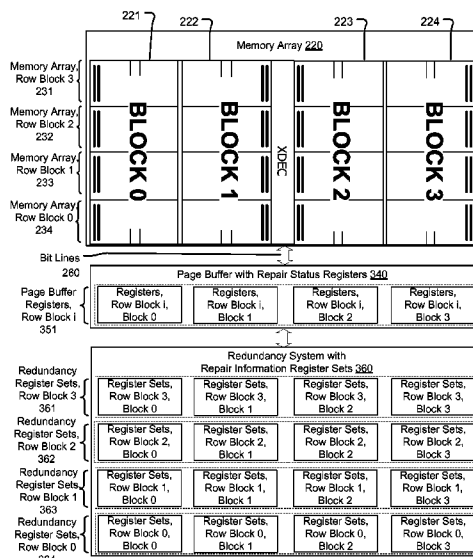 221
222
223
224
Memory Array 220
Memory Array,
Row Block 3
231
Memory Array,
Row Block 2
232
Memory Array,
Row Block 1
233
Memory Array,
Row Block 0
234
BLOCK 0
BLOCK 1
XDEC
BLOCK 2
BLOCK 3
Bit Lines
260
Page Buffer with Repair Status Registers 340
Page Buffer
Registers,
Row Block i
351
Registers,
Row Block i,
Block 0
Registers,
Row Block i,
Block 1
Registers,
Row Block i,
Block 2
Registers,
Row Block i,
Block 3
Redundancy System with
Repair Information Register Sets 360
Redundancy
Register Sets,
Row Block 3
361
Register Sets,
Row Block 3,
Block 0
Register Sets,
Row Block 3,
Block 1
Register Sets,
Row Block 3,
Block 2
Register Sets,
Row Block 3,
Block 3
Redundancy
Register Sets,
Row Block 2
362
Register Sets,
Row Block 2,
Block 0
Register Sets,
Row Block 2,
Block 1
Register Sets,
Row Block 2,
Block 2
Register Sets,
Row Block 2,
Block 3
Redundancy
Register Sets,
Row Block 1
363
Register Sets,
Row Block 1,
Block 0
Register Sets,
Row Block 1,
Block 1
Register Sets,
Row Block 1,
Block 2
Register Sets,
Row Block 1,
Block 3
Redundancy
Register Sets,
Row Block 0
Register Sets,
Row Block 0,
Block 0
Register Sets,
Row Block 0,
Block 1
Register Sets,
Row Block 0,
Block 2
Register Sets,
Row Block 0,
Block 3